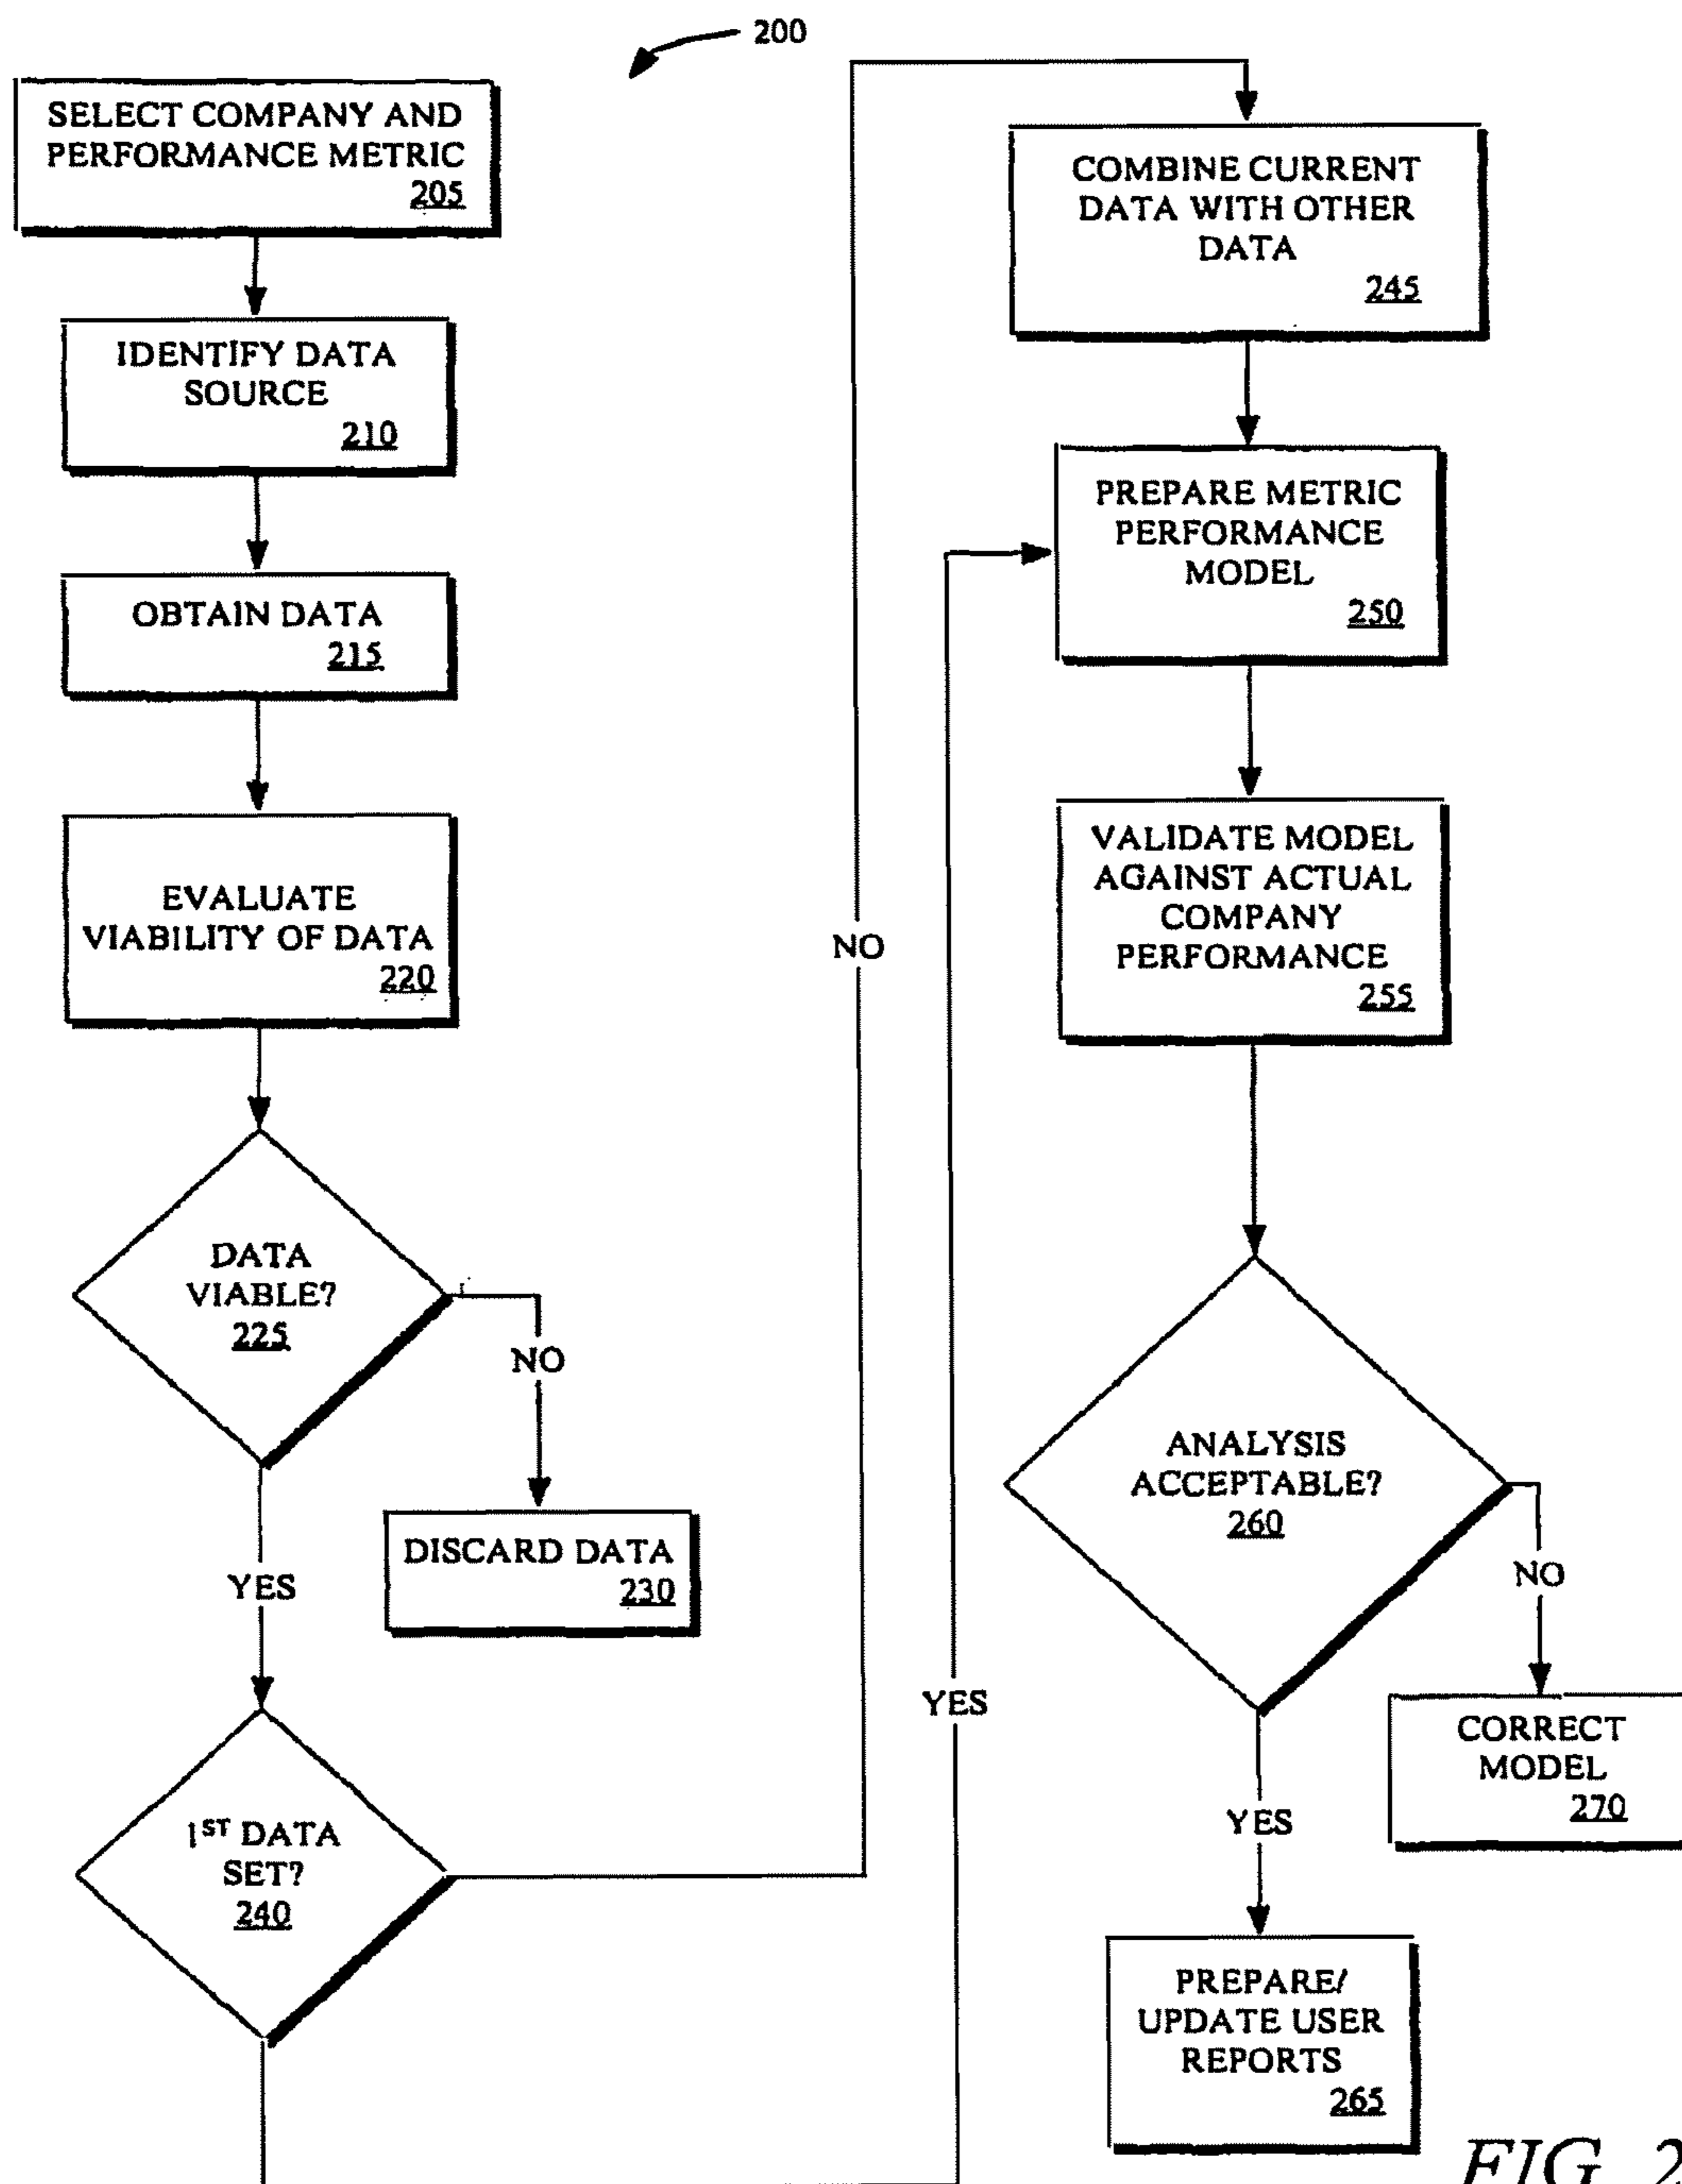 200
SELECT COMPANY AND
PERFORMANCE METRIC
205
IDENTIFY DATA
SOURCE
210
OBTAIN DATA
215
EVALUATE
VIABILITY OF DATA
220
DATA
VIABLE?
225
NO
DISCARD DATA
230
YES
1ST DATA
SET?
240
NO
YES
COMBINE CURRENT
DATA WITH OTHER
DATA
245
PREPARE METRIC
PERFORMANCE
MODEL
250
VALIDATE MODEL
AGAINST ACTUAL
COMPANY
PERFORMANCE
255
ANALYSIS
ACCEPTABLE?
260
NO
CORRECT
MODEL
270
YES
PREPARE/
UPDATE USER
REPORTS
265
FIG. 2